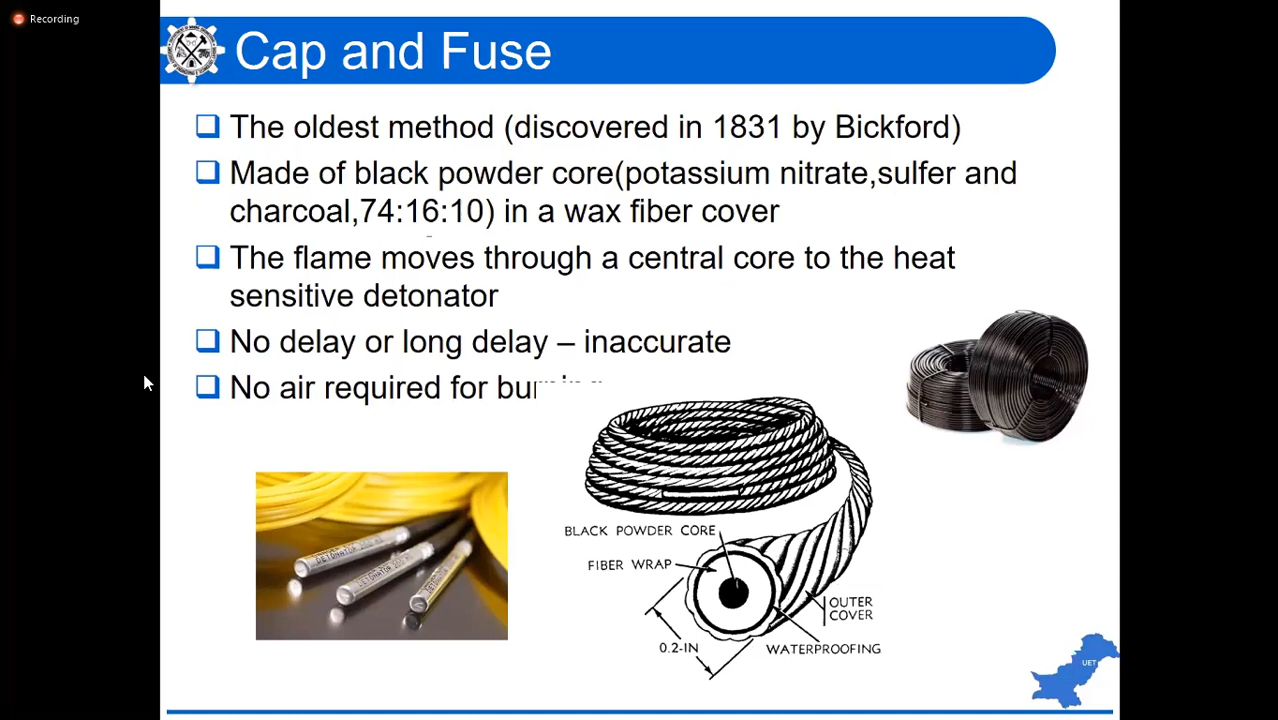 Recording
Cap and Fuse
The oldest method (discovered in 1831 by Bickford)
Made of black powder core(potassium nitrate,sulfer and
charcoal,74:16:10) in a wax fiber cover
The flame moves through a central core to the heat
sensitive detonator
No delay or long delay – inaccurate
No air required for
BLACK POWDER CORE
FIBER WRAP
OUTER
COVER
0.2-IN
WATERPROOFING
DETONATOR
DETONATOR
DETONATOR
UET